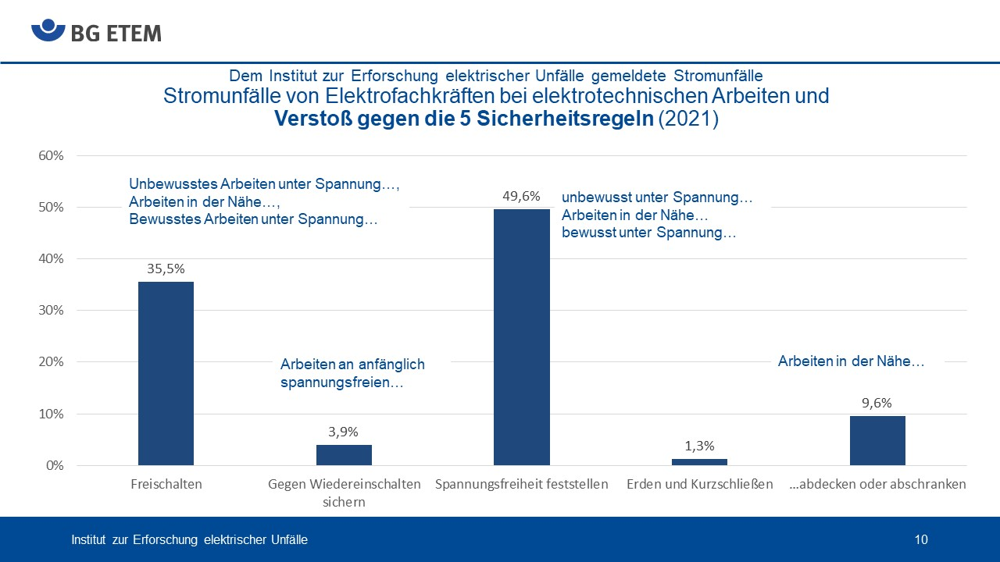 BG ETEM
Dem Institut zur Erforschung elektrischer Unfälle gemeldete Stromunfälle
Stromunfälle von Elektrofachkräften bei elektrotechnischen Arbeiten und
Verstoß gegen die 5 Sicherheitsregeln (2021)
60%
50%
40%
30%
20%
10%
0%
Unbewusstes Arbeiten unter Spannung…,
Arbeiten in der Nähe…,
Bewusstes Arbeiten unter Spannung…
35,5%
Arbeiten an anfänglich
spannungsfreien…
3,9%
49,6%
unbewusst unter Spannung…
Arbeiten in der Nähe…
bewusst unter Spannung…
1,3%
Arbeiten in der Nähe…
9,6%
Freischalten
Gegen Wiedereinschalten
sichern
Spannungsfreiheit feststellen
Erden und Kurzschließen
…abdecken oder abschranken
Institut zur Erforschung elektrischer Unfälle
10